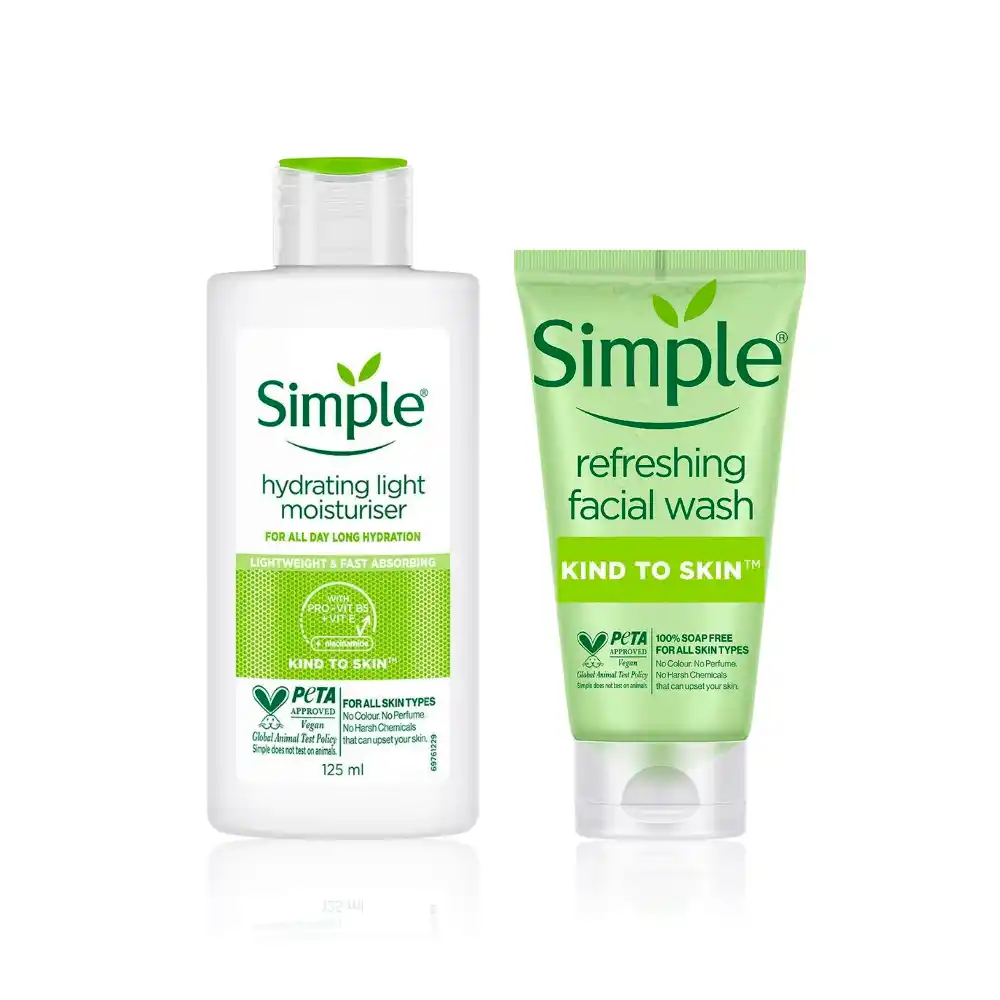 Simple®
hydrating light
moisturiser
FOR ALL DAY LONG HYDRATION
LIGHTWEIGHT & FAST ABSORBING
WITH
PRO-VIT B5
+ VIT E
+ niacinamide
KIND TO SKIN™
PETA
APPROVED
Vegan
Global Animal Test Policy
Simple does not test on animals.
FOR ALL SKIN TYPES
No Colour. No Perfume.
No Harsh Chemicals
that can upset your skin.
69761229
125 ml
Simple®
refreshing
facial wash
KIND TO SKIN™
PETA
APPROVED
Vegan
Global Animal Test Policy
Simple does not test on animals.
100% SOAP FREE
FOR ALL SKIN TYPES
No Colour. No Perfume.
No Harsh Chemicals
that can upset your skin.